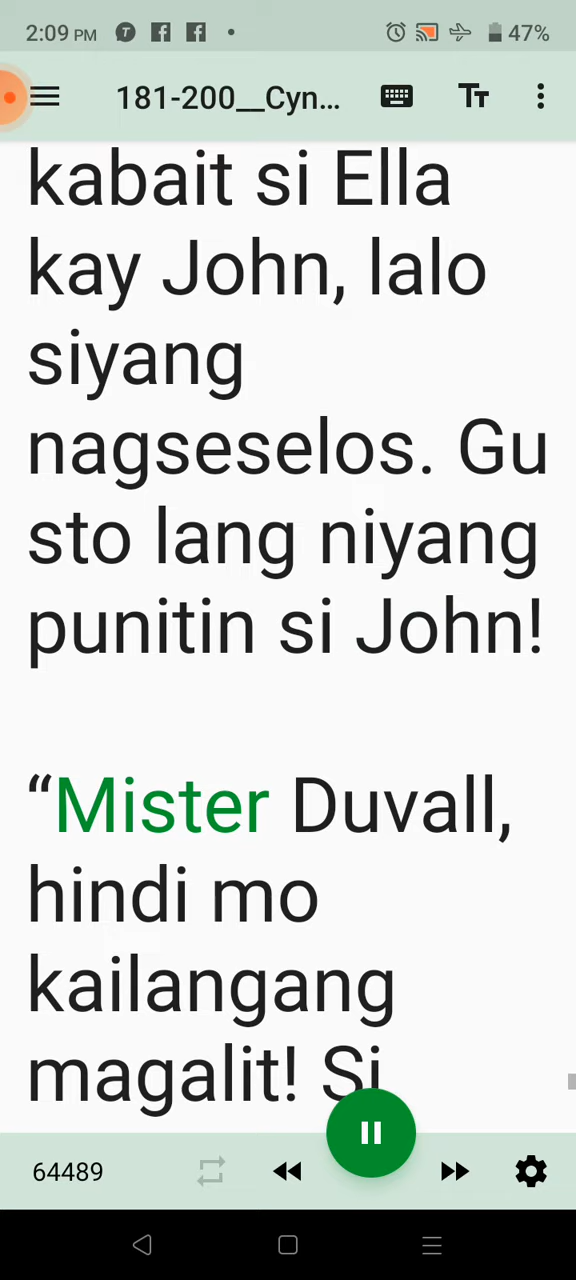 2:09 PM
47%
181-200__Cyn...
kabait si Ella
kay John, lalo
siyang
nagseselos. Gu
sto lang niyang
punitin si John!
“Mister Duvall,
hindi mo
kailangang
magalit! Si
64489